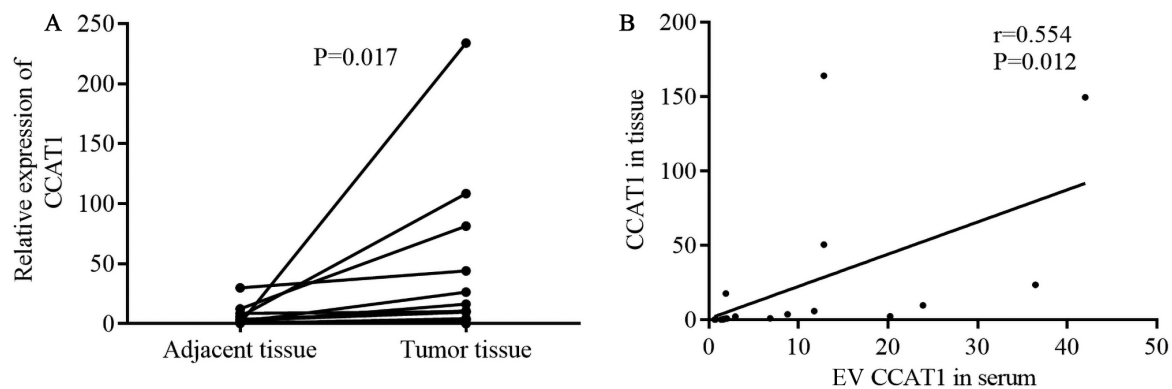 A
Relative expression of
CCAT1
250
200
150
100
50
0
P=0.017
Adjacent tissue
Tumor tissue
B
CCAT1 in tissue
200
150
100
50
0
r=0.554
P=0.012
0 10 20 30 40 50
EV CCAT1 in serum